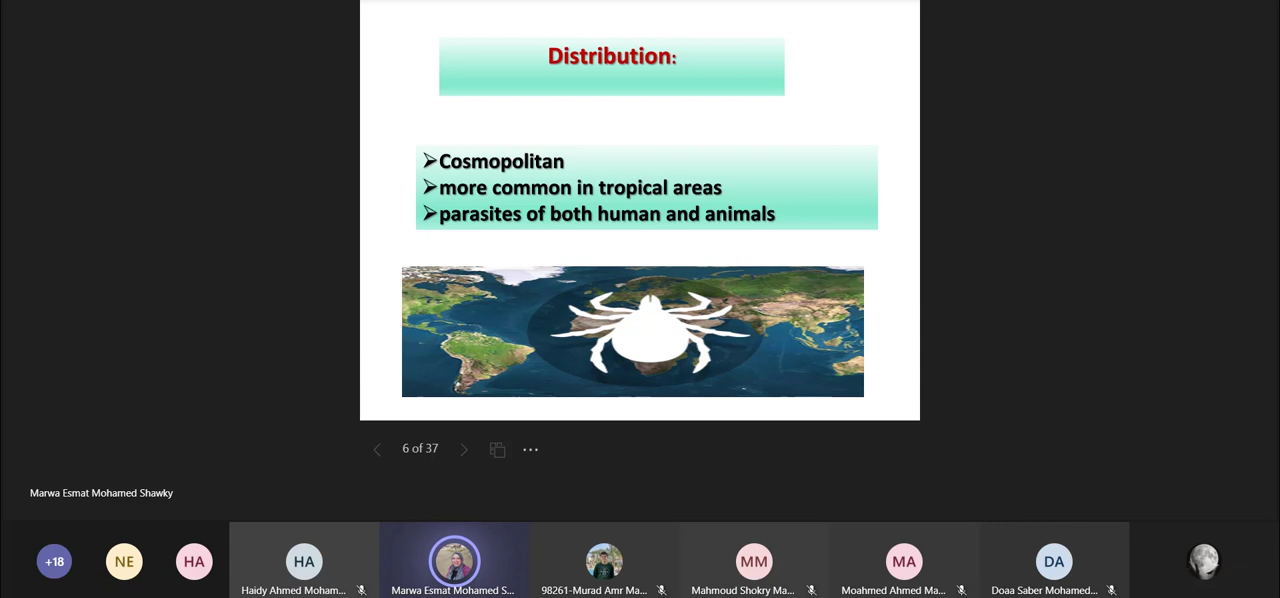 Distribution:
➢Cosmopolitan
➢more common in tropical areas
➢parasites of both human and animals
6 of 37
Marwa Esmat Mohamed Shawky
+18
NE
HA
HA
MM
MA
DA
Haidy Ahmed Moham...
Marwa Esmat Mohamed S...
98261-Murad Amr Ma...
Mahmoud Shokry Ma...
Moahmed Ahmed Ma...
Doaa Saber Mohamed...